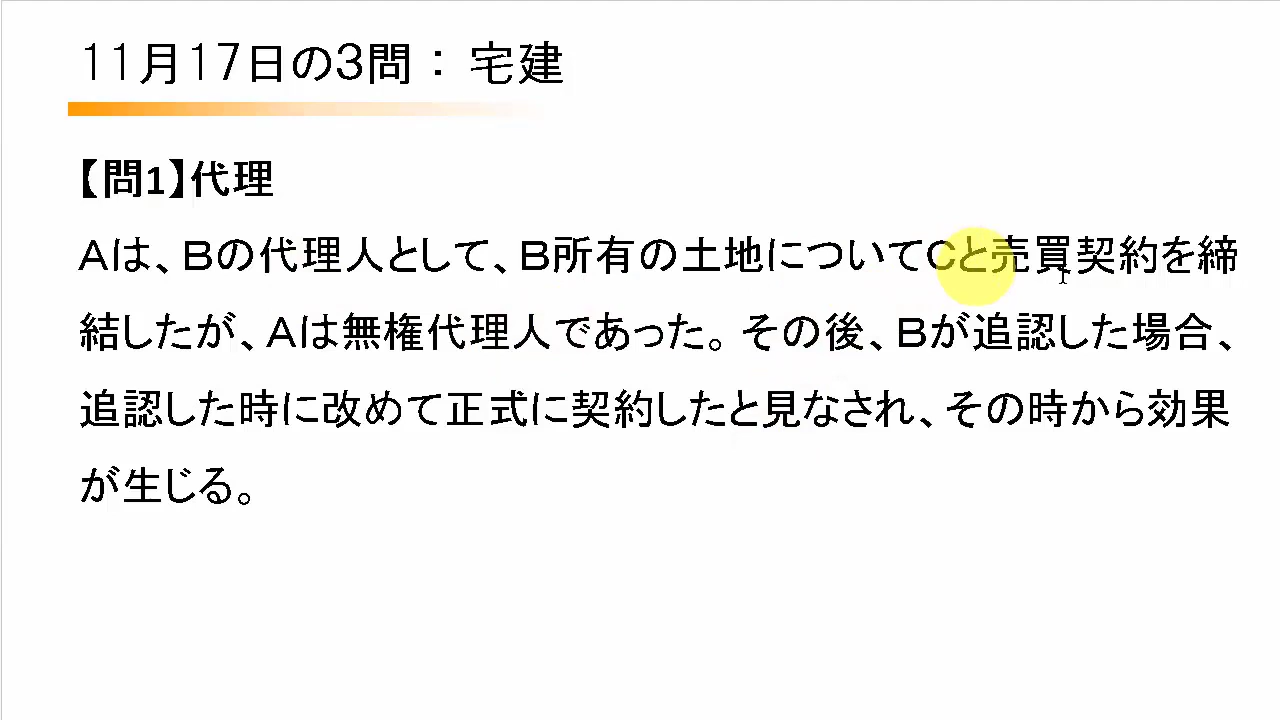 11月17日の3問：宅建
【問1】代理
Aは、Bの代理人として、B所有の土地についてCと売買契約を締
結したが、Aは無権代理人であった。その後、Bが追認した場合、
追認した時に改めて正式に契約したと見なされ、その時から効果
が生じる。